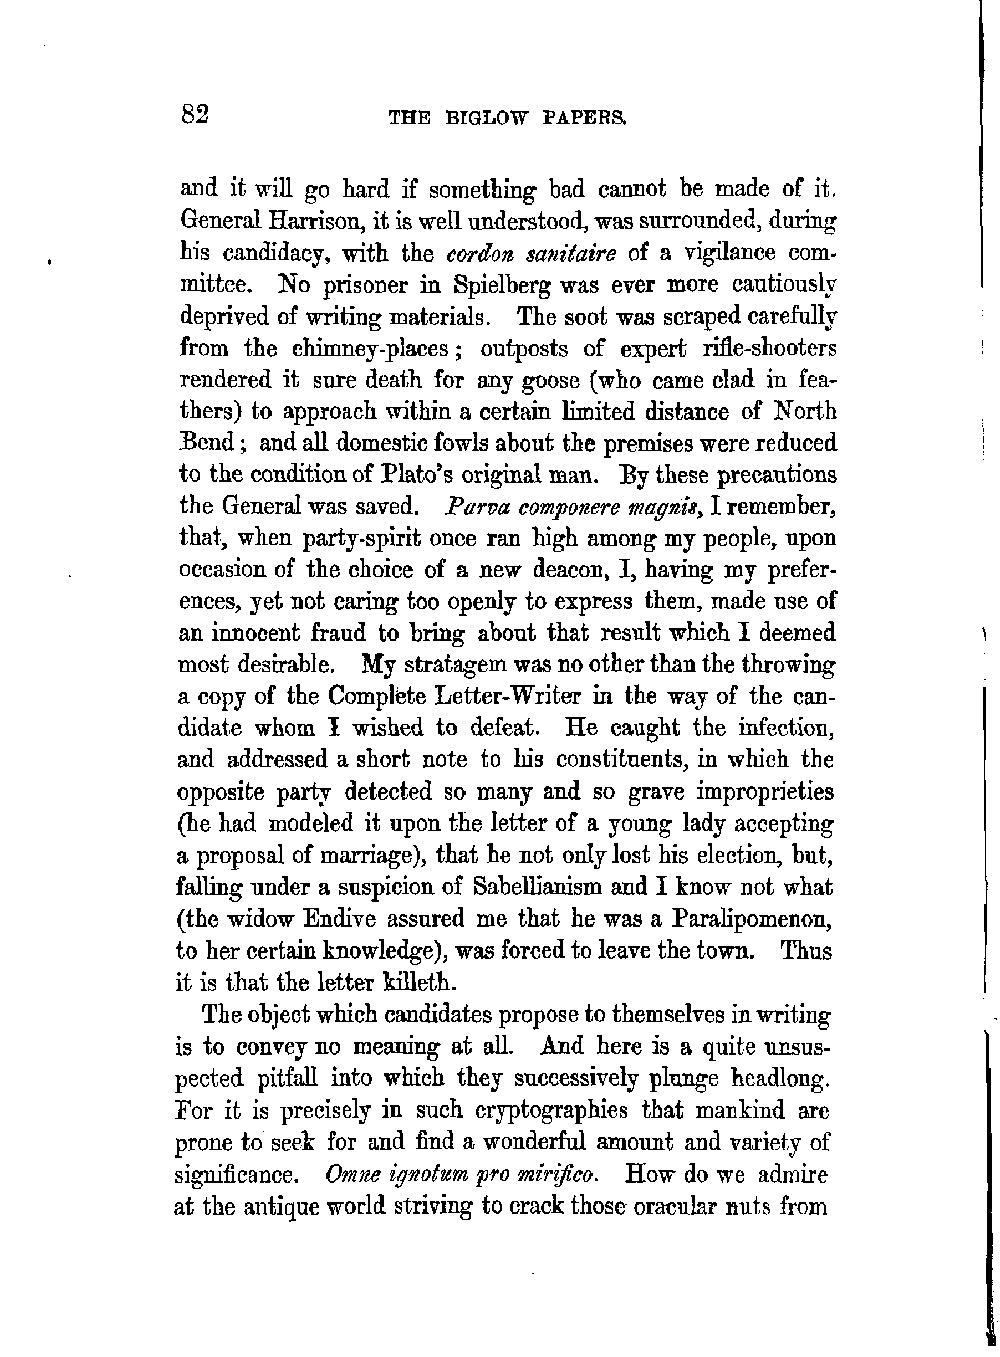 82 THE BIGLOW PAPERS.
and it will go hard if something bad cannot be made of it.
General Harrison, it is well understood, was surrounded, during
his candidacy, with the cordon sanitaire of a vigilance com-
mittee. No prisoner in Spielberg was ever more cautiously
deprived of writing materials. The soot was scraped carefully
from the chimney-places; outposts of expert rifle-shooters
rendered it sure death for any goose (who came clad in fea-
thers) to approach within a certain limited distance of North
Bend; and all domestic fowls about the premises were reduced
to the condition of Plato's original man. By these precautions
the General was saved. Parva componere magnis, I remember,
that, when party-spirit once ran high among my people, upon
occasion of the choice of a new deacon, I, having my prefer-
ences, yet not caring too openly to express them, made use of
an innocent fraud to bring about that result which I deemed
most desirable. My stratagem was no other than the throwing
a copy of the Complete Letter-Writer in the way of the can-
didate whom I wished to defeat. He caught the infection,
and addressed a short note to his constituents, in which the
opposite party detected so many and so grave improprieties
(he had modeled it upon the letter of a young lady accepting
a proposal of marriage), that he not only lost his election, but,
falling under a suspicion of Sabellianism and I know not what
(the widow Endive assured me that he was a Paralipomenon,
to her certain knowledge), was forced to leave the town. Thus
it is that the letter killeth.
The object which candidates propose to themselves in writing
is to convey no meaning at all. And here is a quite unsus-
pected pitfall into which they successively plunge headlong.
For it is precisely in such cryptographies that mankind are
prone to seek for and find a wonderful amount and variety of
significance. Omne ignotum pro mirifico. How do we admire
at the antique world striving to crack those oracular nuts from